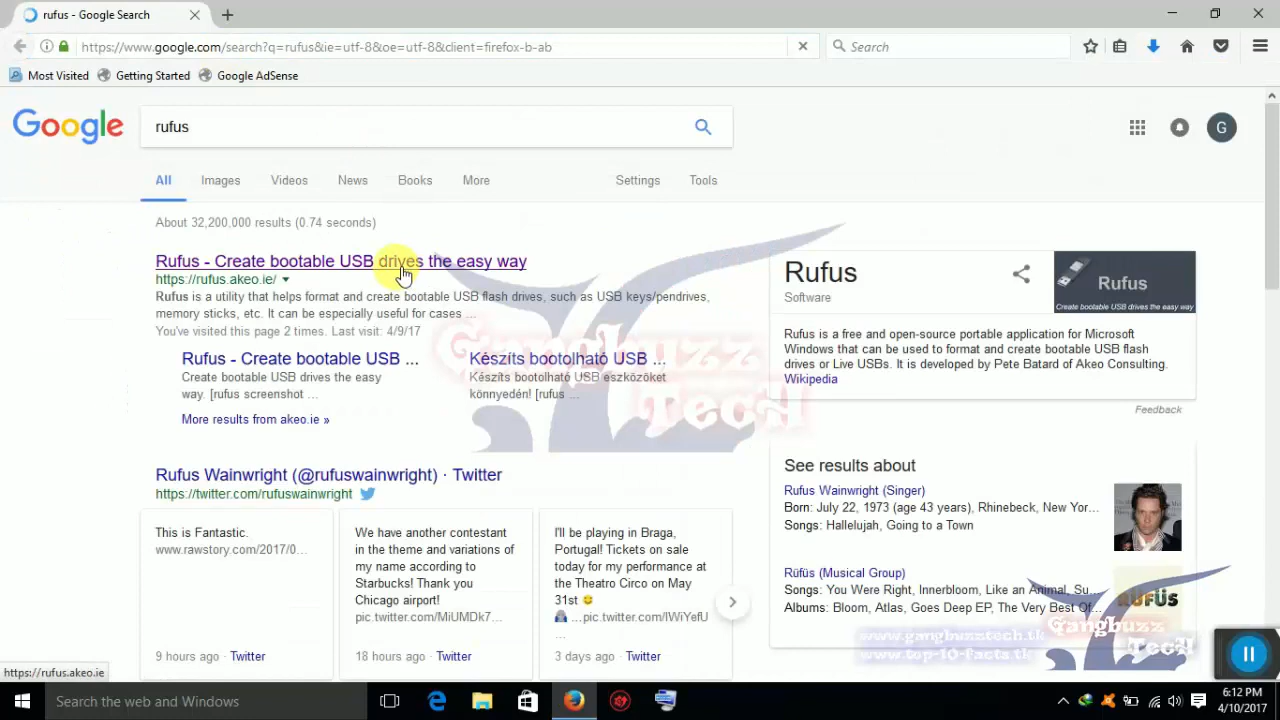 rufus - Google Search
https://www.google.com/search?q=rufus&ie=utf-8&oe=utf-8&client=firefox-b-ab
Search
Most Visited
Getting Started
Google AdSense
Google
rufus
G
All
Images
Videos
News
Books
More
Settings
Tools
About 32,200,000 results (0.74 seconds)
Rufus - Create bootable USB drives the easy way
https://rufus.akeo.ie/
Rufus is a utility that helps format and create bootable USB flash drives, such as USB keys/pendrives,
memory sticks, etc. It can be especially useful for cases ...
You've visited this page 2 times. Last visit: 4/9/17
Rufus - Create bootable USB ...
Create bootable USB drives the easy
way. [rufus screenshot ...
Készíts bootolható USB ...
Készíts bootolható USB eszközöket
könnyedén! [rufus ...
More results from akeo.ie »
Rufus Wainwright (@rufuswainwright) · Twitter
https://twitter.com/rufuswainwright
This is Fantastic.
www.rawstory.com/2017/0...
9 hours ago · Twitter
We have another contestant
in the theme and variations of
my name according to
Starbucks! Thank you
Chicago airport!
pic.twitter.com/MiUMDk7...
18 hours ago · Twitter
I'll be playing in Braga,
Portugal! Tickets on sale
today for my performance at
the Theatro Circo on May
31st 🙂
...pic.twitter.com/IWiYefU
...
3 days ago · Twitter
Rufus
Software
Rufus
Create bootable USB drives the easy way
Rufus is a free and open-source portable application for Microsoft
Windows that can be used to format and create bootable USB flash
drives or Live USBs. It is developed by Pete Batard of Akeo Consulting.
Wikipedia
Feedback
See results about
Rufus Wainwright (Singer)
Born: July 22, 1973 (age 43 years), Rhinebeck, New Yor...
Songs: Hallelujah, Going to a Town
Rüfüs (Musical Group)
Songs: You Were Right, Innerbloom, Like an Animal, Su...
Albums: Bloom, Atlas, Goes Deep EP, The Very Best Of...
RÜFÜS
Gangbuzz
Tech
www.gangbuzztech.tk
www.top-10-facts.tk
Gangbuzz
Tech
https://rufus.akeo.ie
Search the web and Windows
6:12 PM
4/10/2017